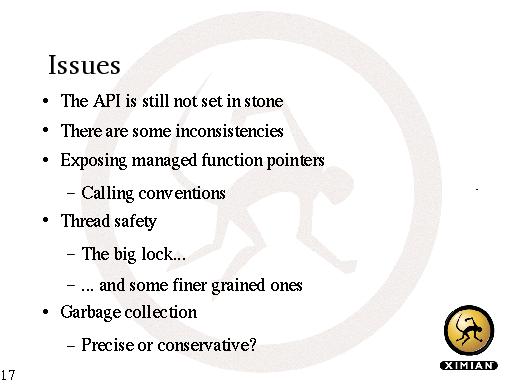 Issues
• The API is still not set in stone
• There are some inconsistencies
• Exposing managed function pointers
– Calling conventions
• Thread safety
– The big lock...
– ... and some finer grained ones
• Garbage collection
– Precise or conservative?
XIMIAN
17